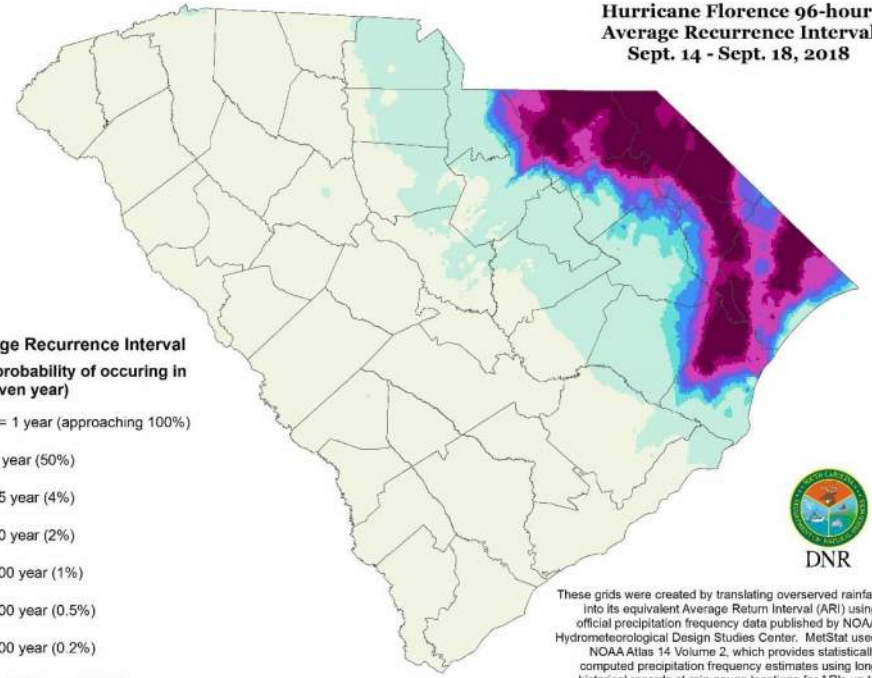 Hurricane Florence 96-hour
Average Recurrence Interval
Sept. 14 - Sept. 18, 2018
ge Recurrence Interval
probability of occuring in
ven year)
= 1 year (approaching 100%)
year (50%)
5 year (4%)
0 year (2%)
00 year (1%)
00 year (0.5%)
00 year (0.2%)
DNR
These grids were created by translating overserved rainfa
into its equivalent Average Return Interval (ARI) using
official precipitation frequency data published by NOAA
Hydrometeorological Design Studies Center. MetStat used
NOAA Atlas 14 Volume 2, which provides statistically
computed precipitation frequency estimates using long